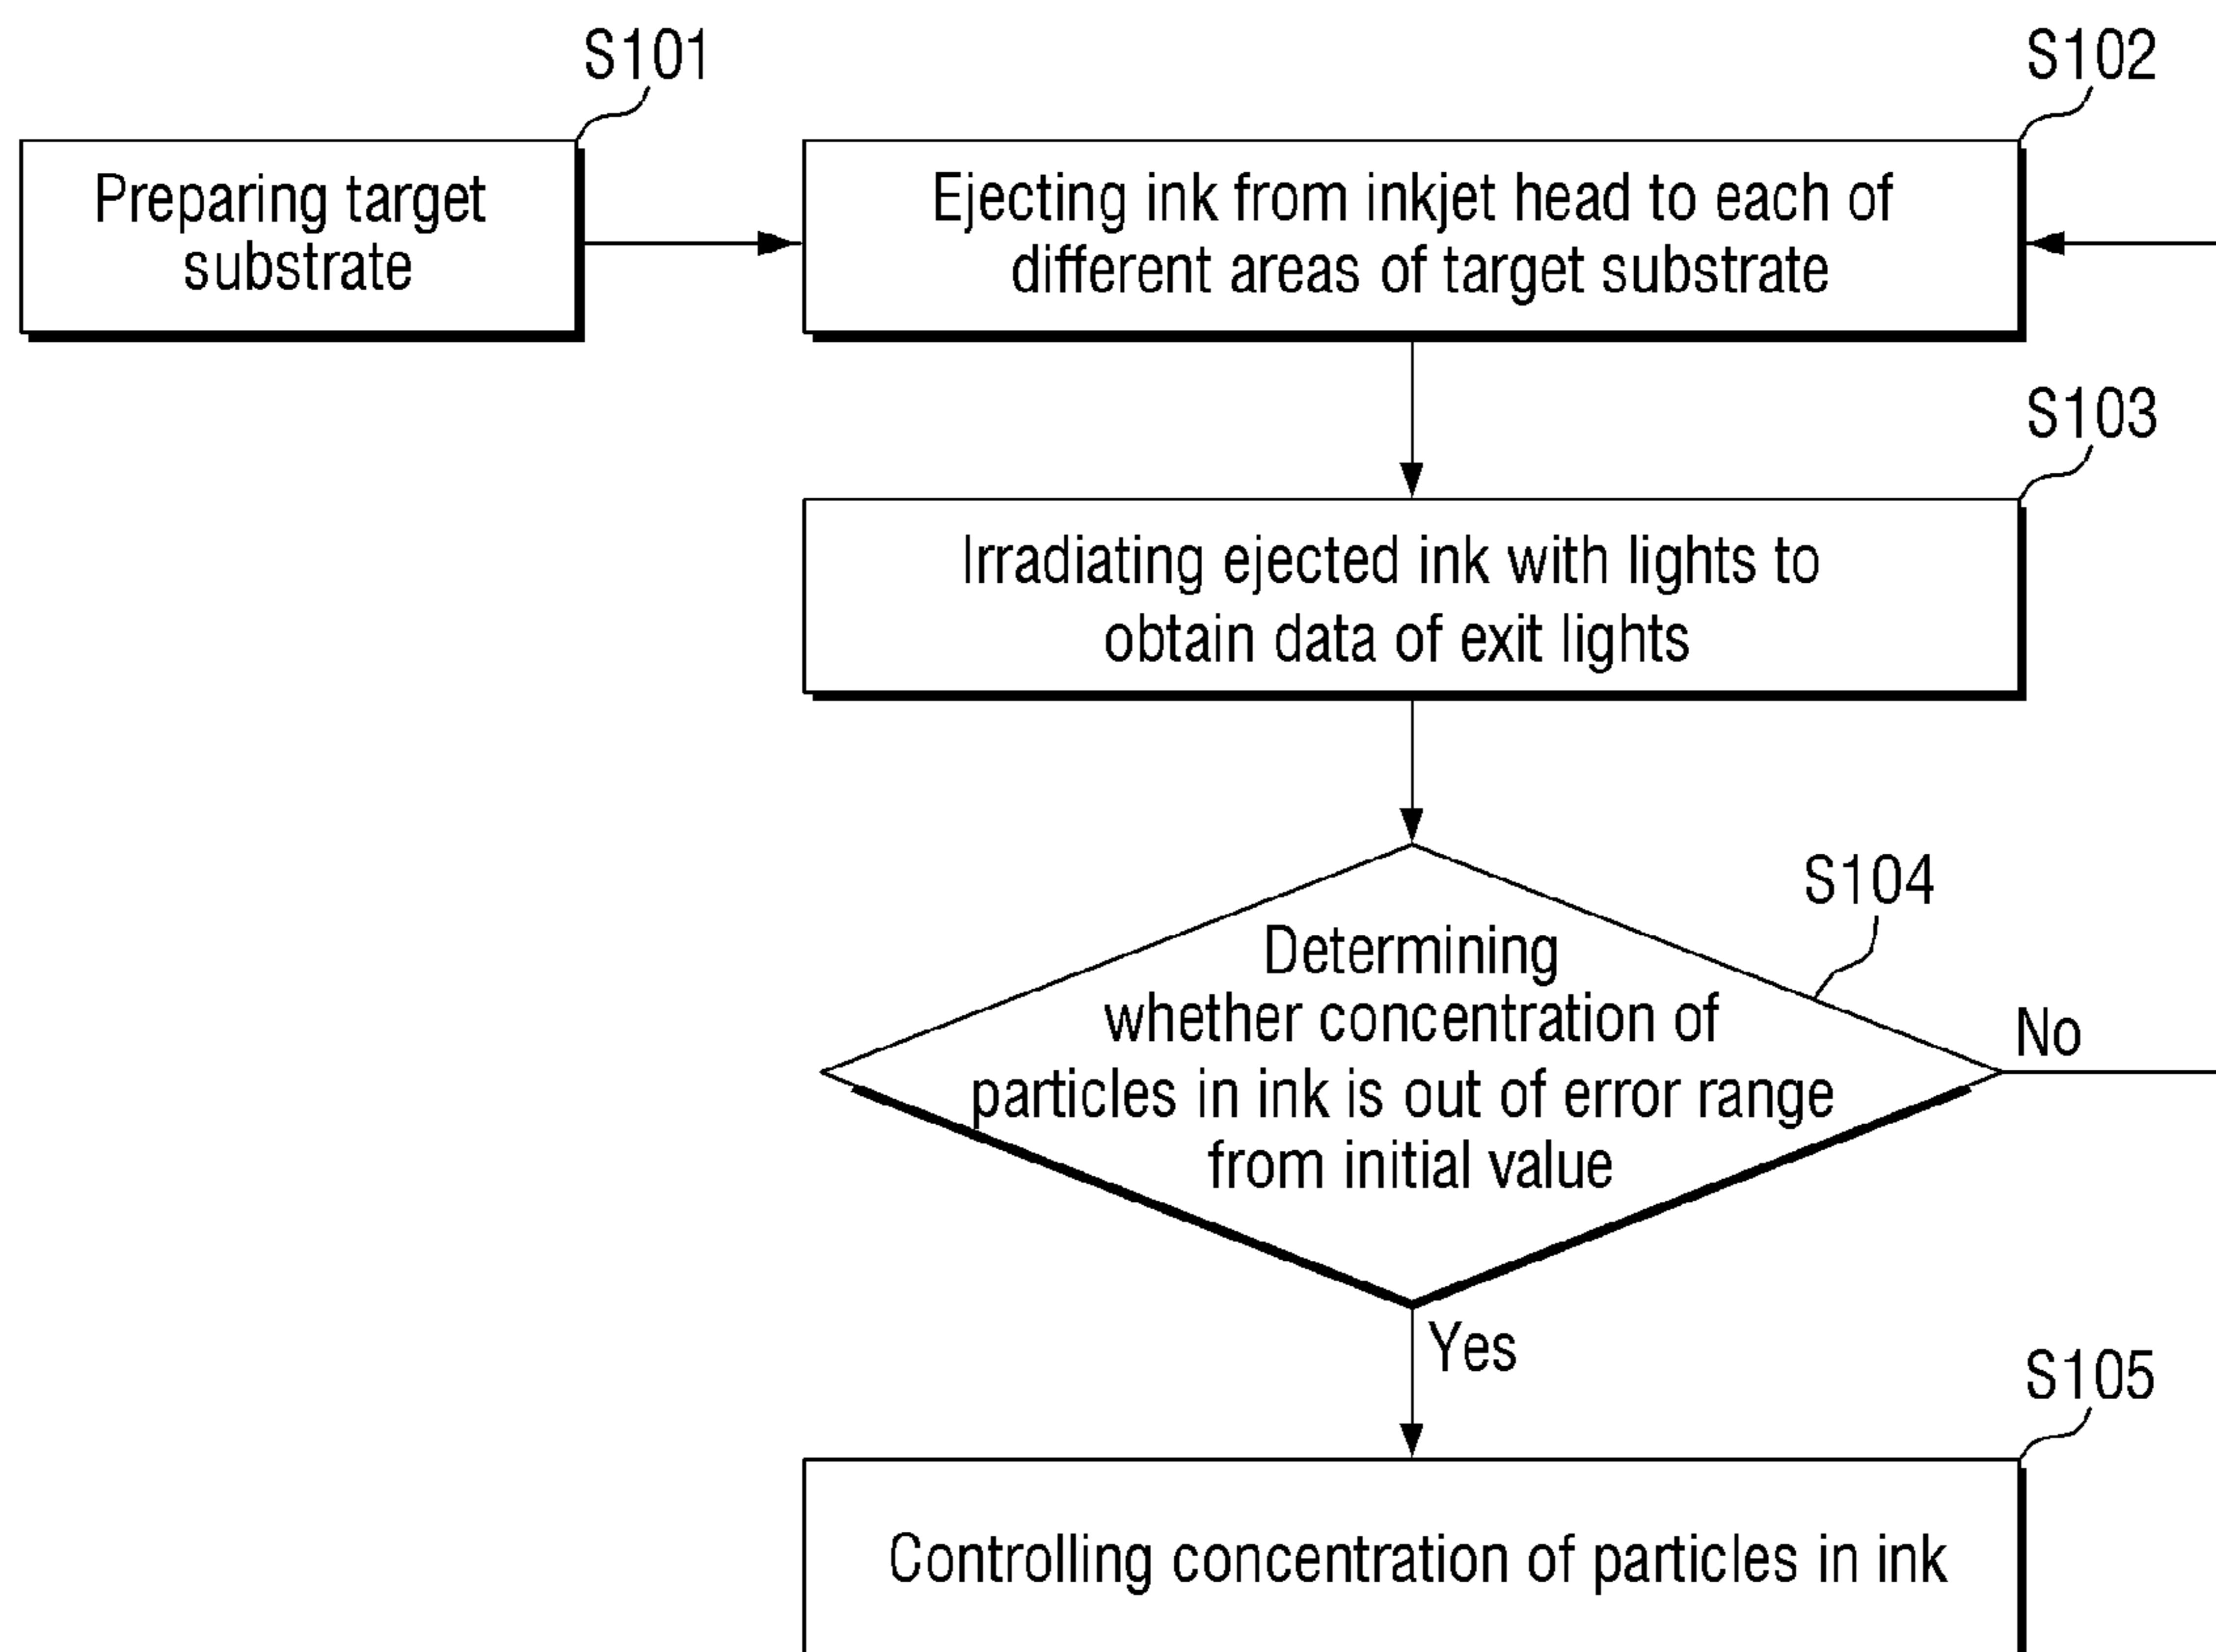 S101
Preparing target
substrate
S102
Ejecting ink from inkjet head to each of
different areas of target substrate
S103
Irradiating ejected ink with lights to
obtain data of exit lights
S104
Determining
whether concentration of
particles in ink is out of error range
from initial value
No
Yes
S105
Controlling concentration of particles in ink